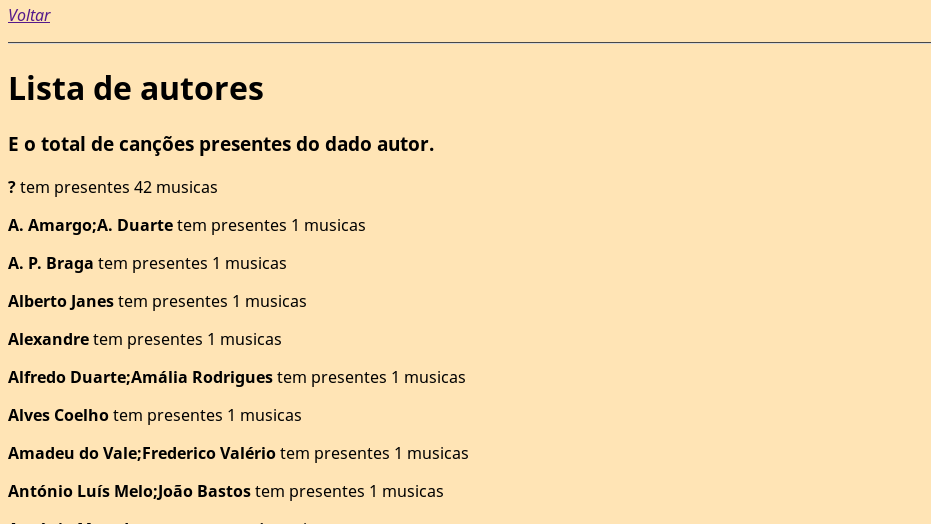 Voltar
Lista de autores
E o total de canções presentes do dado autor.
? tem presentes 42 musicas
A. Amargo;A. Duarte tem presentes 1 musicas
A. P. Braga tem presentes 1 musicas
Alberto Janes tem presentes 1 musicas
Alexandre tem presentes 1 musicas
Alfredo Duarte;Amália Rodrigues tem presentes 1 musicas
Alves Coelho tem presentes 1 musicas
Amadeu do Vale;Frederico Valério tem presentes 1 musicas
António Luís Melo;João Bastos tem presentes 1 musicas